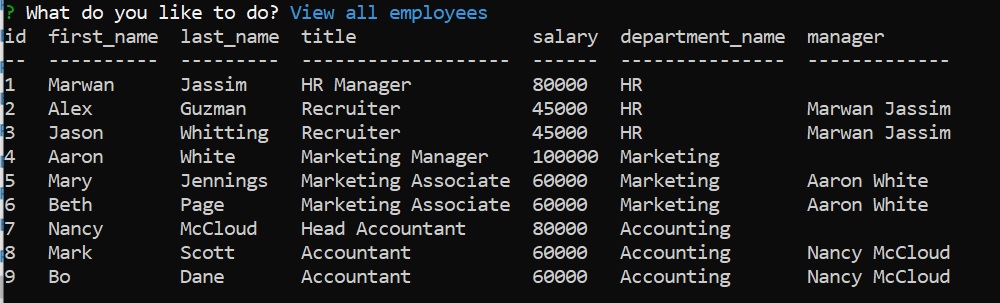 ? What do you like to do? View all employees
id  first_name  last_name  title                salary  department_name  manager
--  ----------  ---------  -------------------  ------  ---------------  -------------
1   Marwan      Jassim     HR Manager           80000   HR
2   Alex        Guzman     Recruiter            45000   HR               Marwan Jassim
3   Jason       Whitting   Recruiter            45000   HR               Marwan Jassim
4   Aaron       White      Marketing Manager    100000  Marketing
5   Mary        Jennings   Marketing Associate  60000   Marketing        Aaron White
6   Beth        Page       Marketing Associate  60000   Marketing        Aaron White
7   Nancy       McCloud    Head Accountant      80000   Accounting
8   Mark        Scott      Accountant           60000   Accounting       Nancy McCloud
9   Bo          Dane       Accountant           60000   Accounting       Nancy McCloud